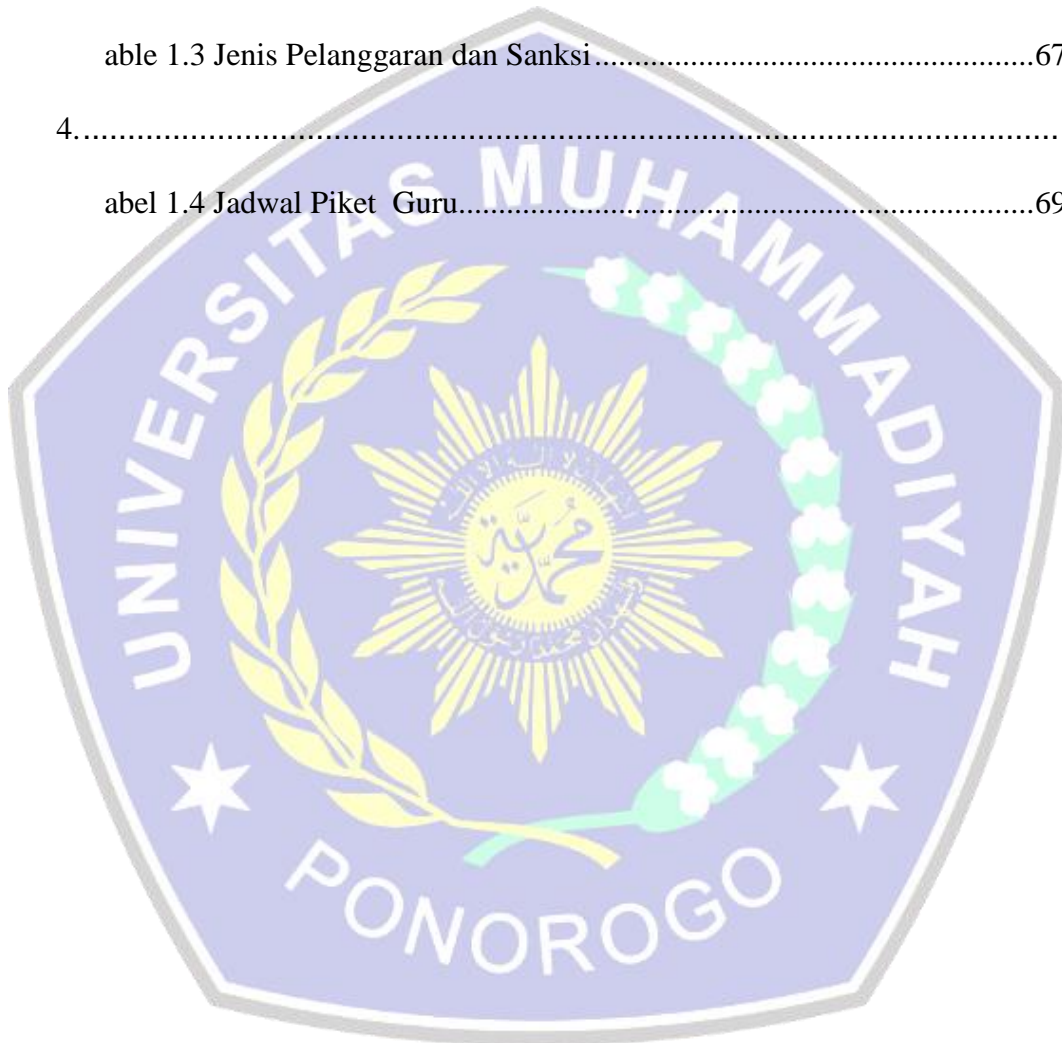 able 1.3 Jenis Pelanggaran dan Sanksi.......................................................67
4........................................................................................................................
abel 1.4 Jadwal Piket  Guru.........................................................................69
UNIVERSITAS MUHAMMADIYAH
محمدية
PONOROGO